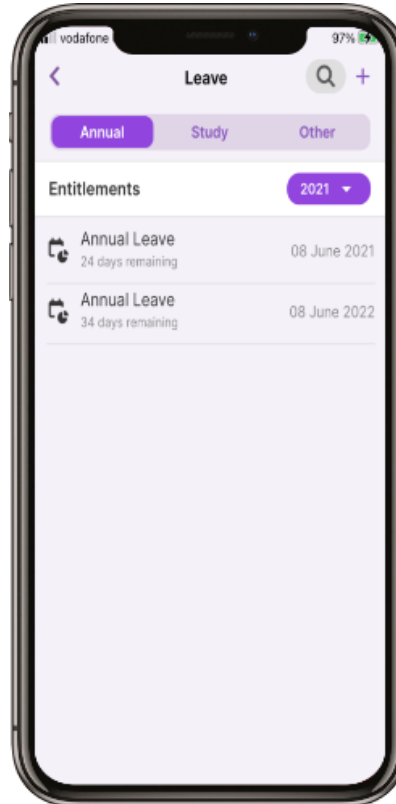 vodafone 97%
Leave
Annual Study Other
Entitlements 2021
Annual Leave
24 days remaining 08 June 2021
Annual Leave
34 days remaining 08 June 2022